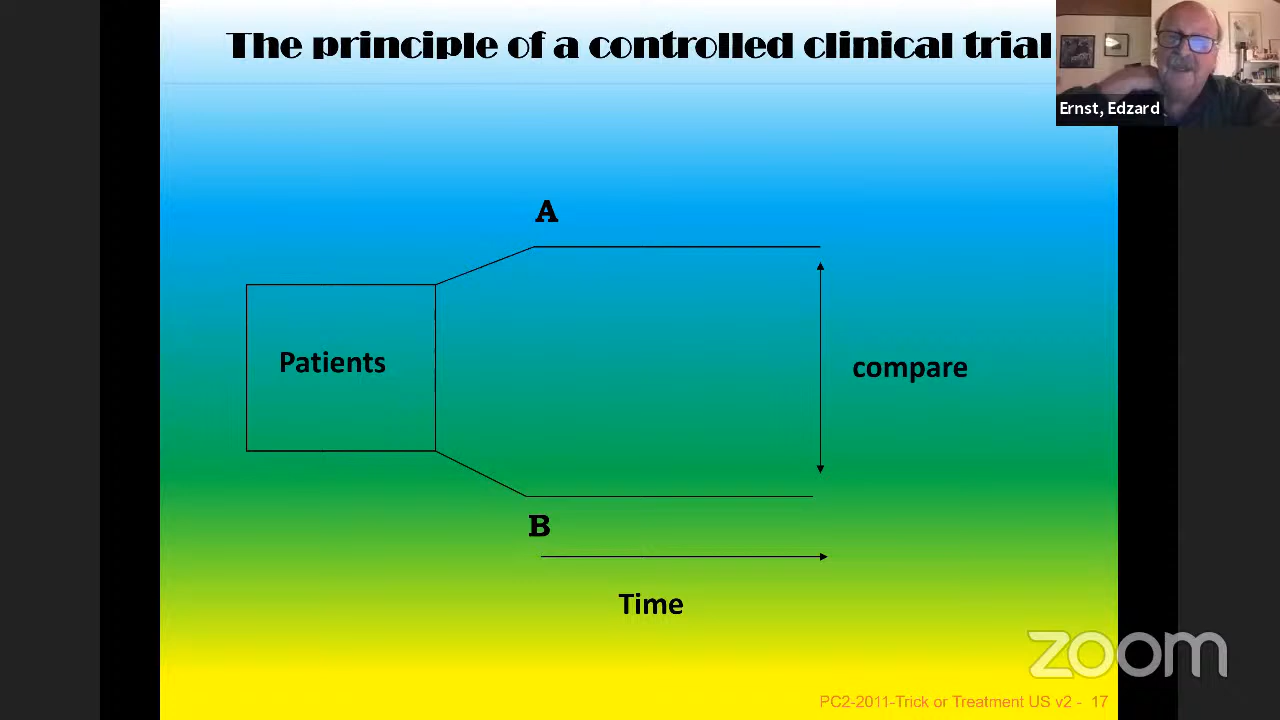 The principle of a controlled clinical trial
Ernst, Edzard
A
Patients
compare
B
Time
zoom
PC2-2011-Trick or Treatment US v2 - 17